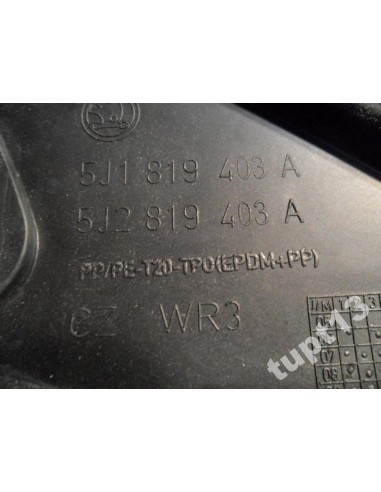 5J1 819 403 A
5J2 819 403 A
PP/PE-T20-TPO(EPDM+PP)
CZ WR3
tupt13